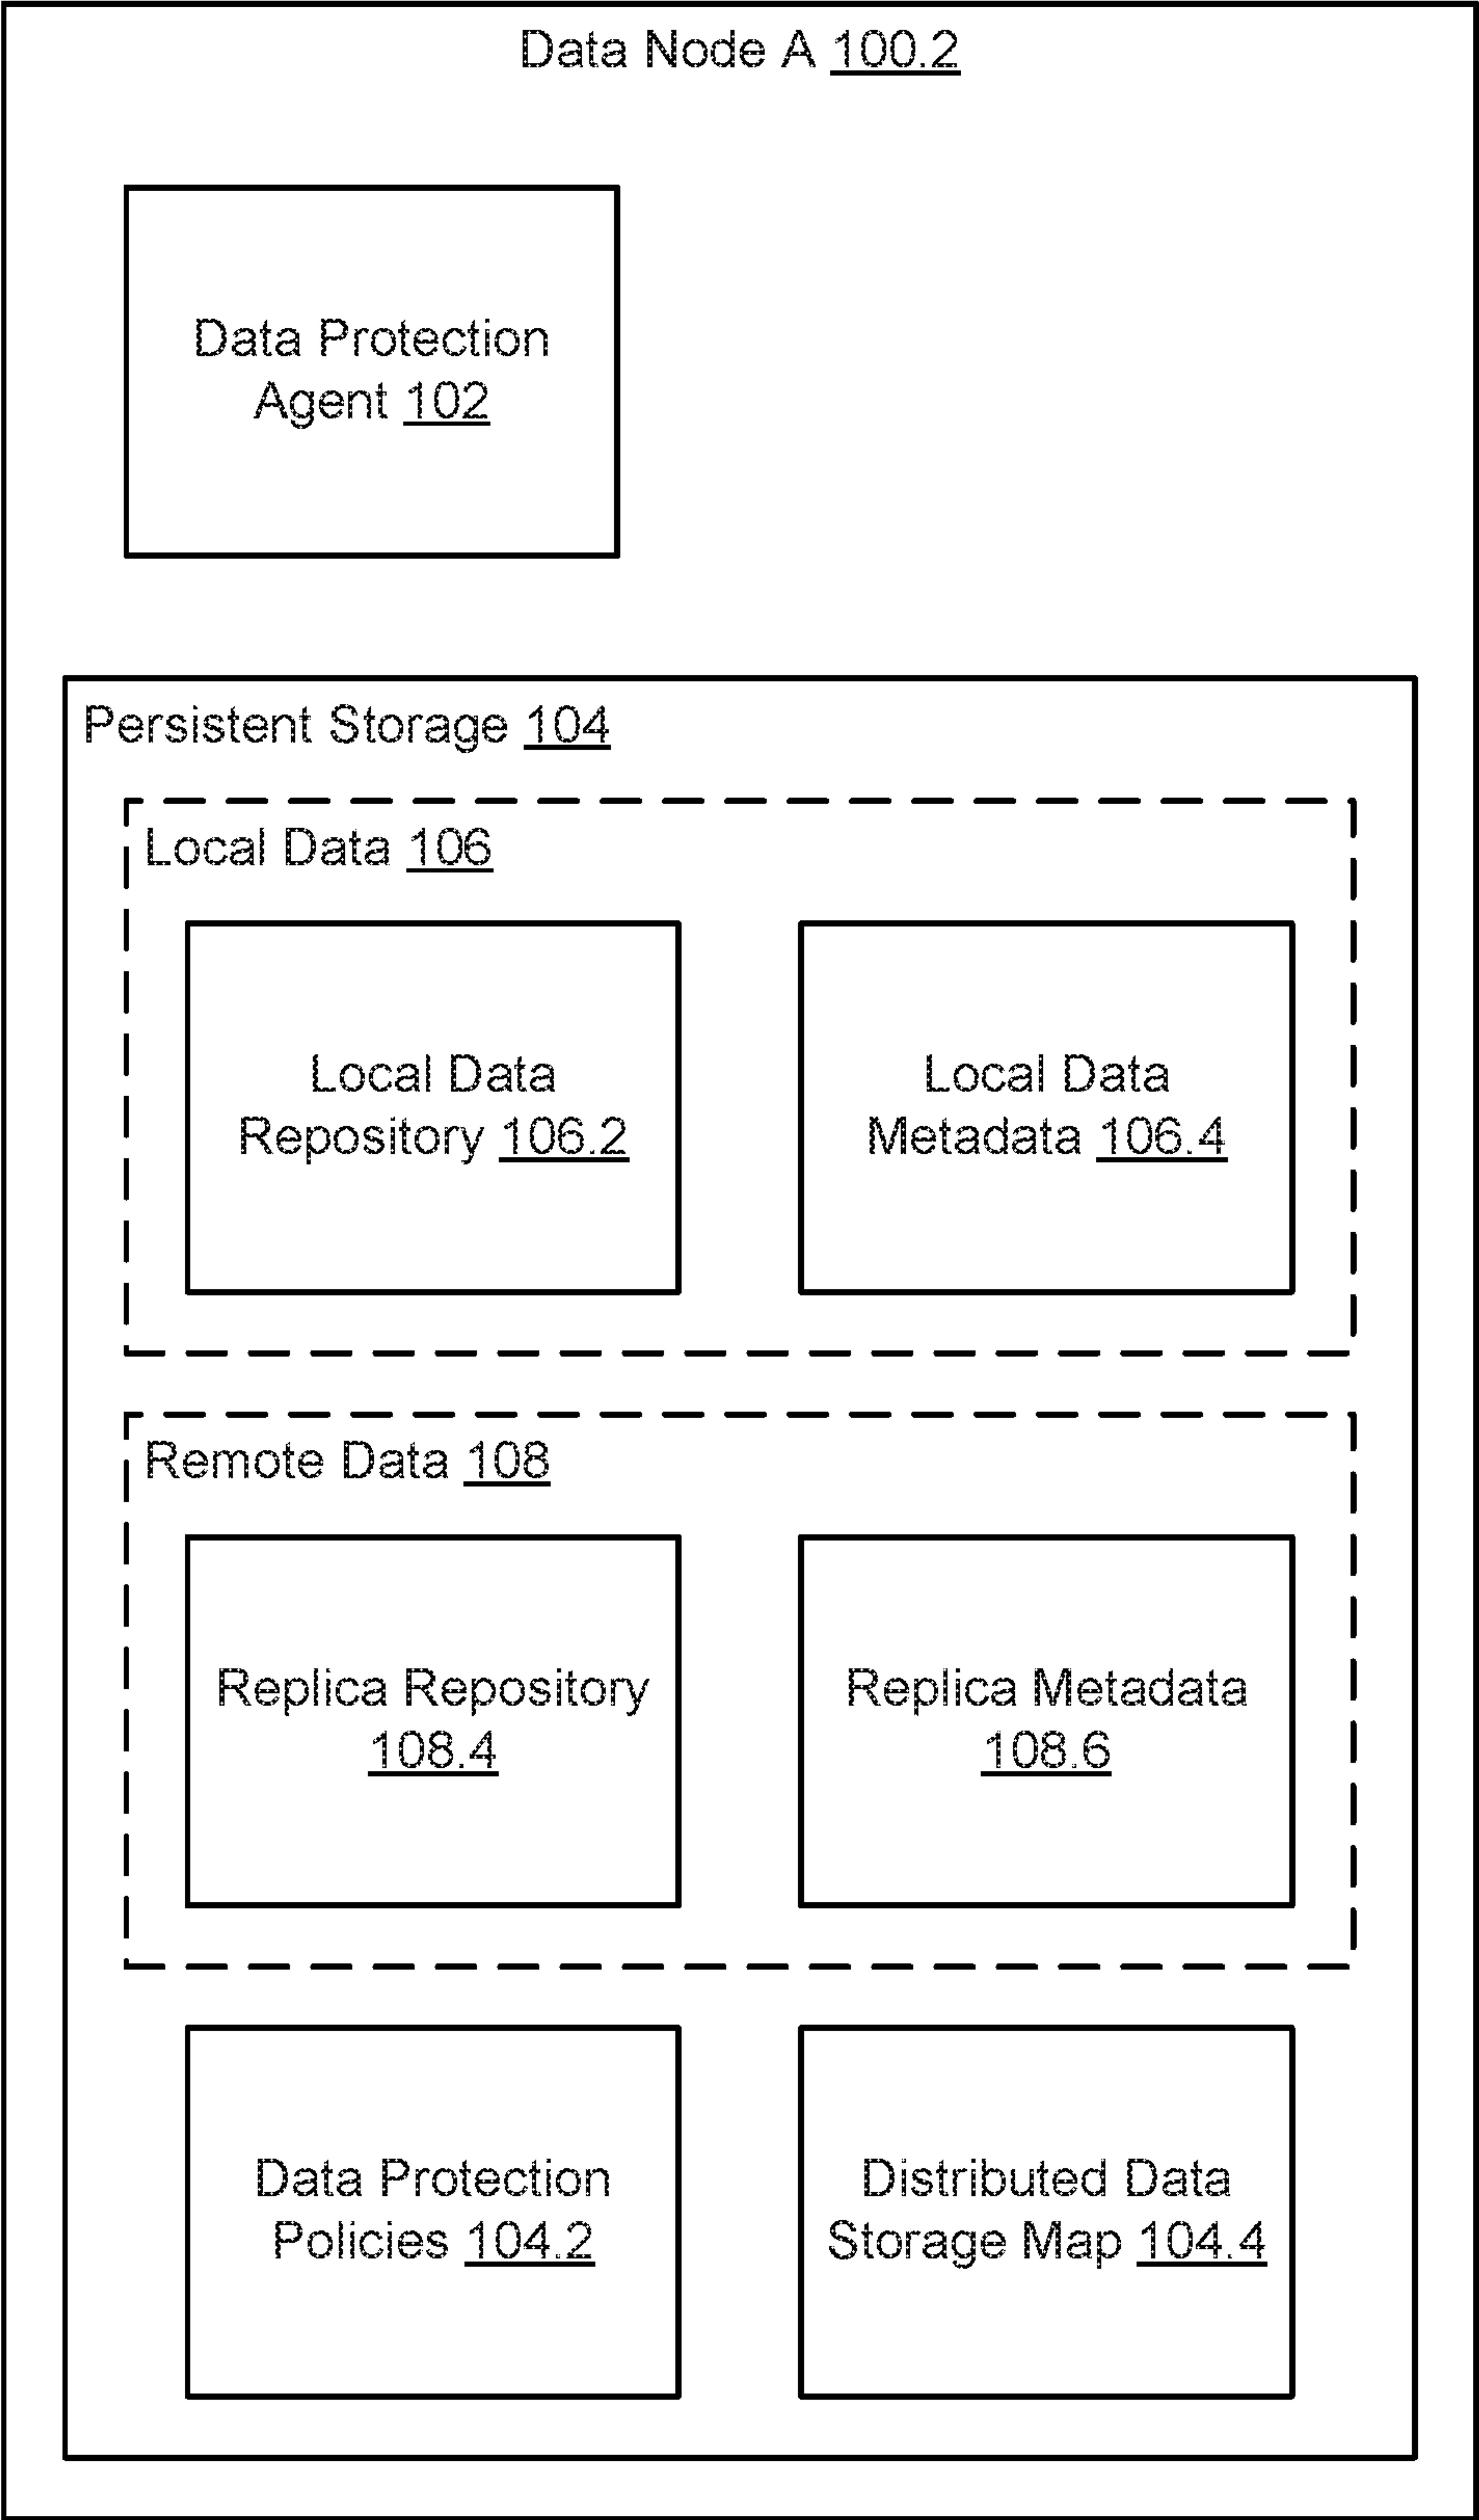 Data Node A 100.2
Data Protection
Agent 102
Persistent Storage 104
Local Data 106
Local Data
Repository 106.2
Local Data
Metadata 106.4
Remote Data 108
Replica Repository
108.4
Replica Metadata
108.6
Data Protection
Policies 104.2
Distributed Data
Storage Map 104.4